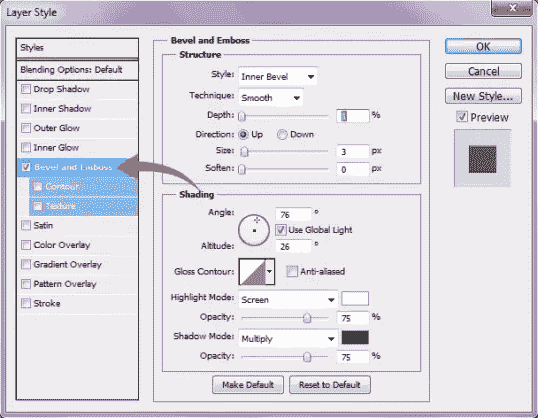 Layer Style
Styles
Blending Options: Default
Drop Shadow
Inner Shadow
Outer Glow
Inner Glow
Bevel and Emboss
Contour
Texture
Satin
Color Overlay
Gradient Overlay
Pattern Overlay
Stroke
Bevel and Emboss
Structure
Style: Inner Bevel
Technique: Smooth
Depth: %
Direction: Up Down
Size: 3 px
Soften: 0 px
Shading
Angle: 76 °
Use Global Light
Altitude: 26 °
Gloss Contour: Anti-aliased
Highlight Mode: Screen
Opacity: 75 %
Shadow Mode: Multiply
Opacity: 75 %
Make Default Reset to Default
OK
Cancel
New Style...
Preview